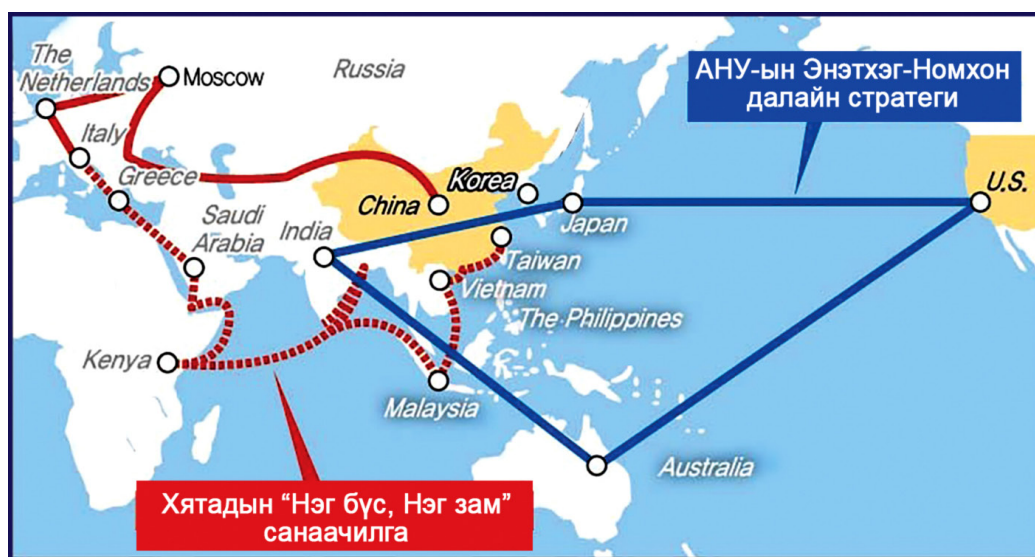 The
Netherlands
Moscow
Russia
АНУ-ын Энэтхэг-Номхон
далайн стратеги
Italy
Greece
Korea
China
U.S.
Saudi
Arabia
India
Japan
Taiwan
Vietnam
The Philippines
Kenya
Malaysia
Australia
Хятадын “Нэг бүс, Нэг зам”
санаачилга